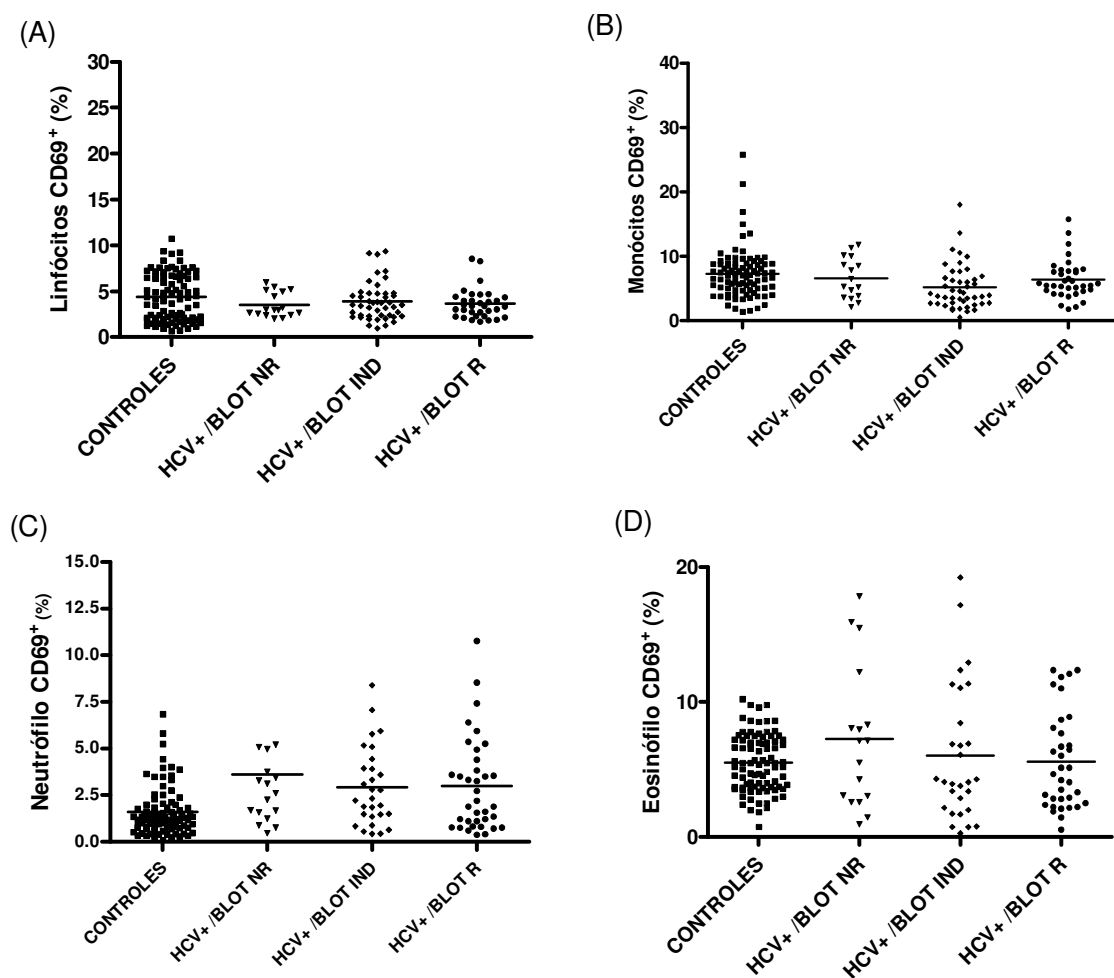 (A)
Linfócitos CD69⁺ (%)
30
25
20
15
10
5
0
CONTROLES
HCV+ /BLOT NR
HCV+ /BLOT IND
HCV+ /BLOT R
(B)
Monócitos CD69⁺ (%)
40
30
20
10
0
CONTROLES
HCV+ /BLOT NR
HCV+ /BLOT IND
HCV+ /BLOT R
(C)
Neutrófilo CD69⁺ (%)
15.0
12.5
10.0
7.5
5.0
2.5
0.0
CONTROLES
HCV+ /BLOT NR
HCV+ /BLOT IND
HCV+ /BLOT R
(D)
Eosinófilo CD69⁺ (%)
20
10
0
CONTROLES
HCV+ /BLOT NR
HCV+ /BLOT IND
HCV+ /BLOT R